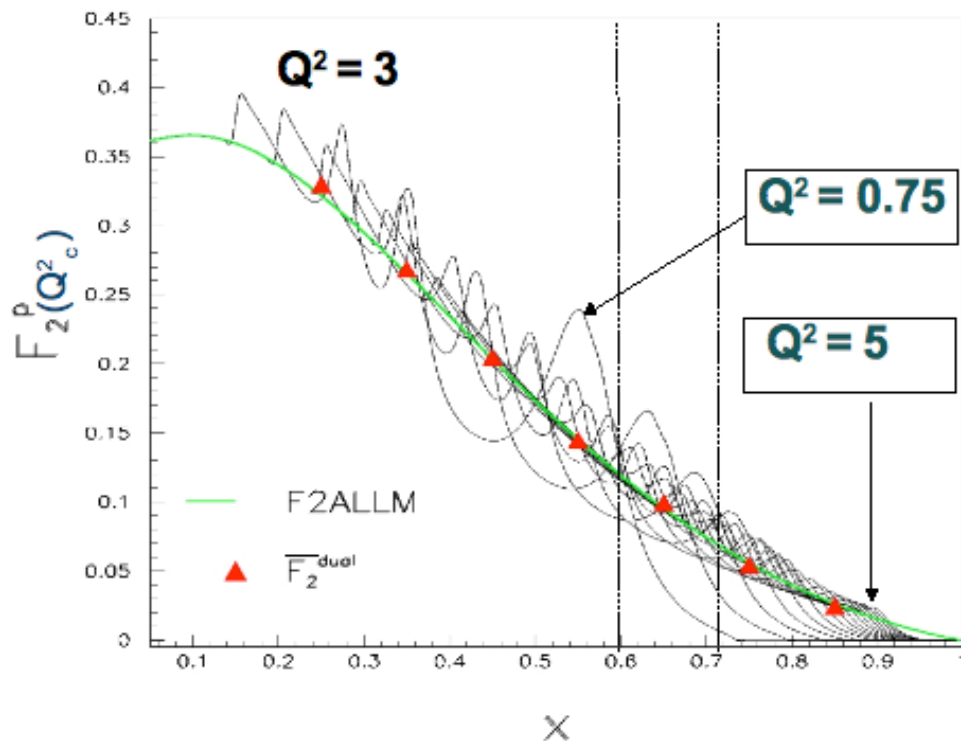 0.45
0.4
0.35
0.3
0.25
0.2
0.15
0.1
0.05
0
F₂ᵖ(Q²c)
Q² = 3
Q² = 0.75
Q² = 5
F2ALLM
F₂ dual
0.1 0.2 0.3 0.4 0.5 0.6 0.7 0.8 0.9 1
x